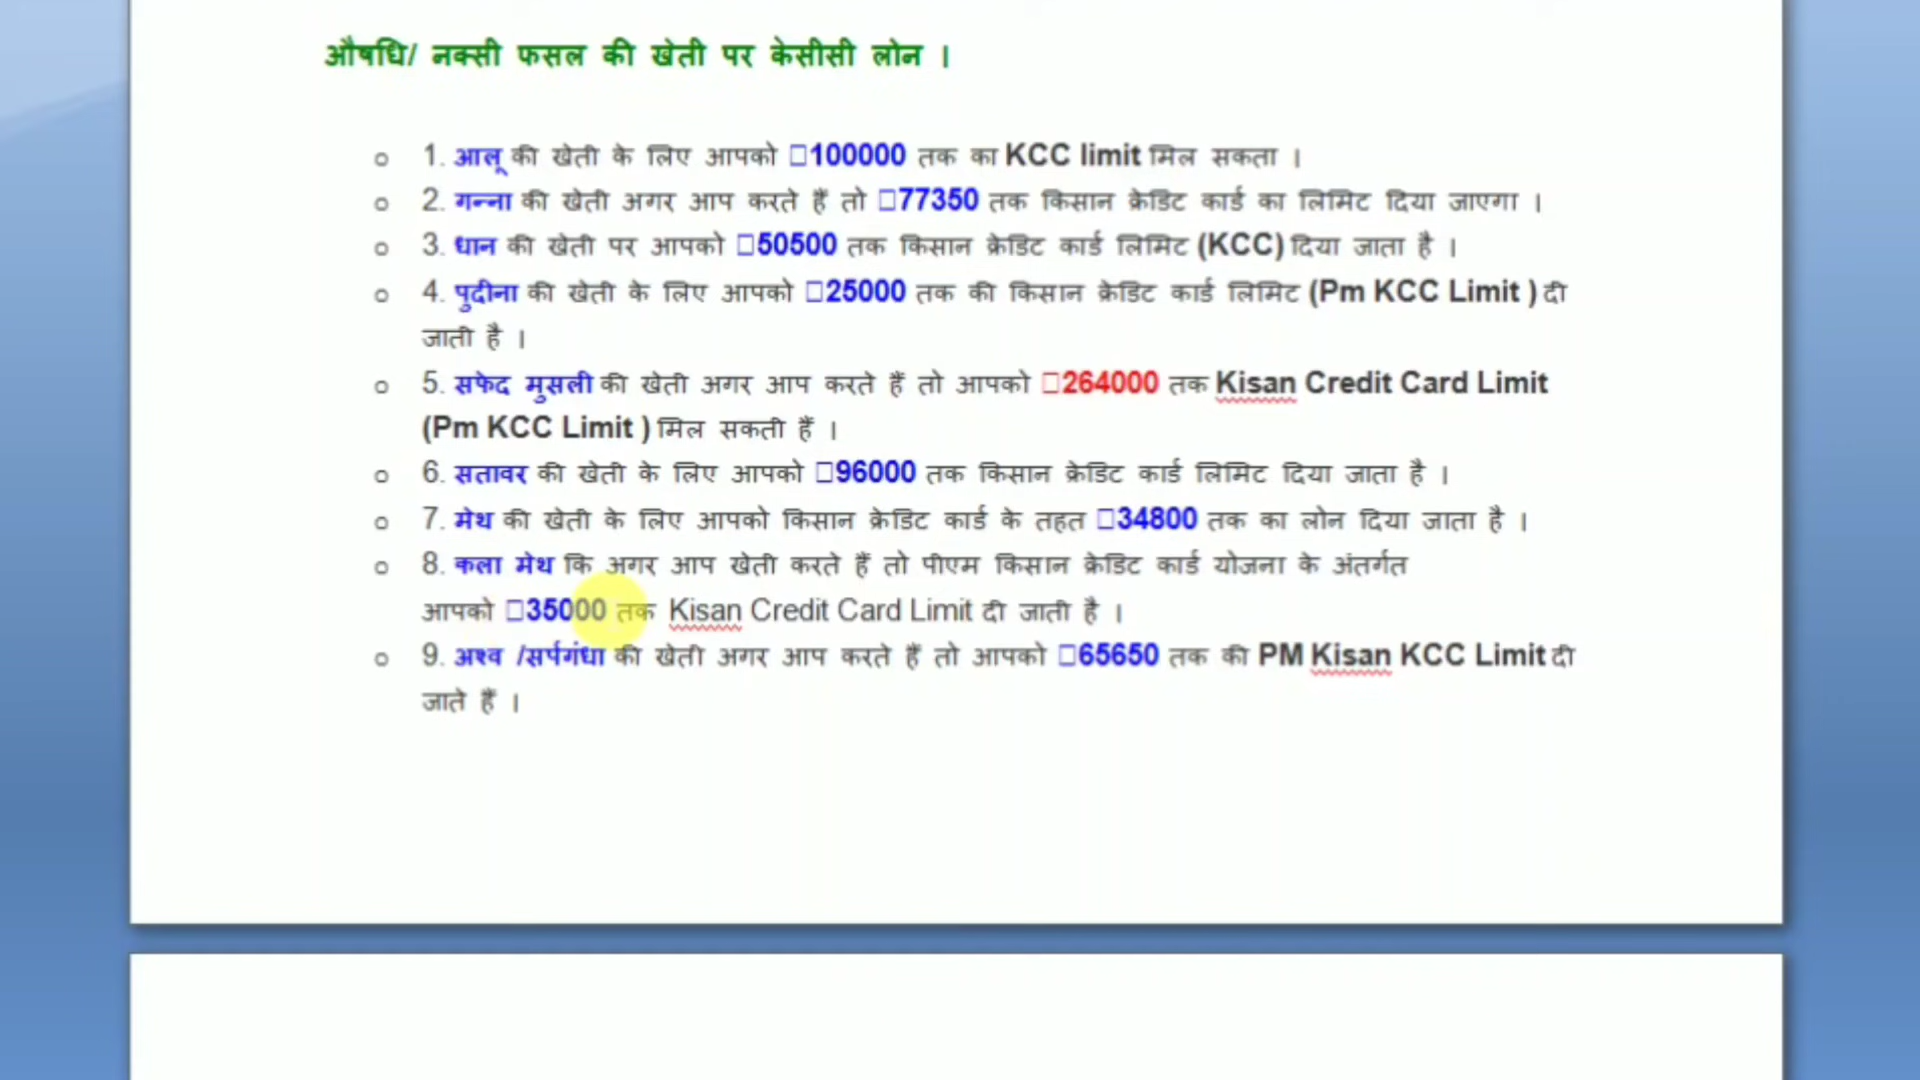 औषधि/ नक्सी फसल की खेती पर केसीसी लोन ।
1. आलू की खेती के लिए आपको □100000 तक का KCC limit मिल सकता ।
2. गन्ना की खेती अगर आप करते हैं तो □77350 तक किसान क्रेडिट कार्ड का लिमिट दिया जाएगा ।
3. धान की खेती पर आपको □50500 तक किसान क्रेडिट कार्ड लिमिट (KCC) दिया जाता है ।
4. पुदीना की खेती के लिए आपको □25000 तक की किसान क्रेडिट कार्ड लिमिट (Pm KCC Limit ) दी
जाती है ।
5. सफेद मुसली की खेती अगर आप करते हैं तो आपको □264000 तक Kisan Credit Card Limit
(Pm KCC Limit ) मिल सकती हैं ।
6. सतावर की खेती के लिए आपको □96000 तक किसान क्रेडिट कार्ड लिमिट दिया जाता है ।
7. मेथ की खेती के लिए आपको किसान क्रेडिट कार्ड के तहत □34800 तक का लोन दिया जाता है ।
8. कला मेथ कि अगर आप खेती करते हैं तो पीएम किसान क्रेडिट कार्ड योजना के अंतर्गत
आपको □35000 तक Kisan Credit Card Limit दी जाती है ।
9. अश्व /सर्पगंधा की खेती अगर आप करते हैं तो आपको □65650 तक की PM Kisan KCC Limit दी
जाते हैं ।